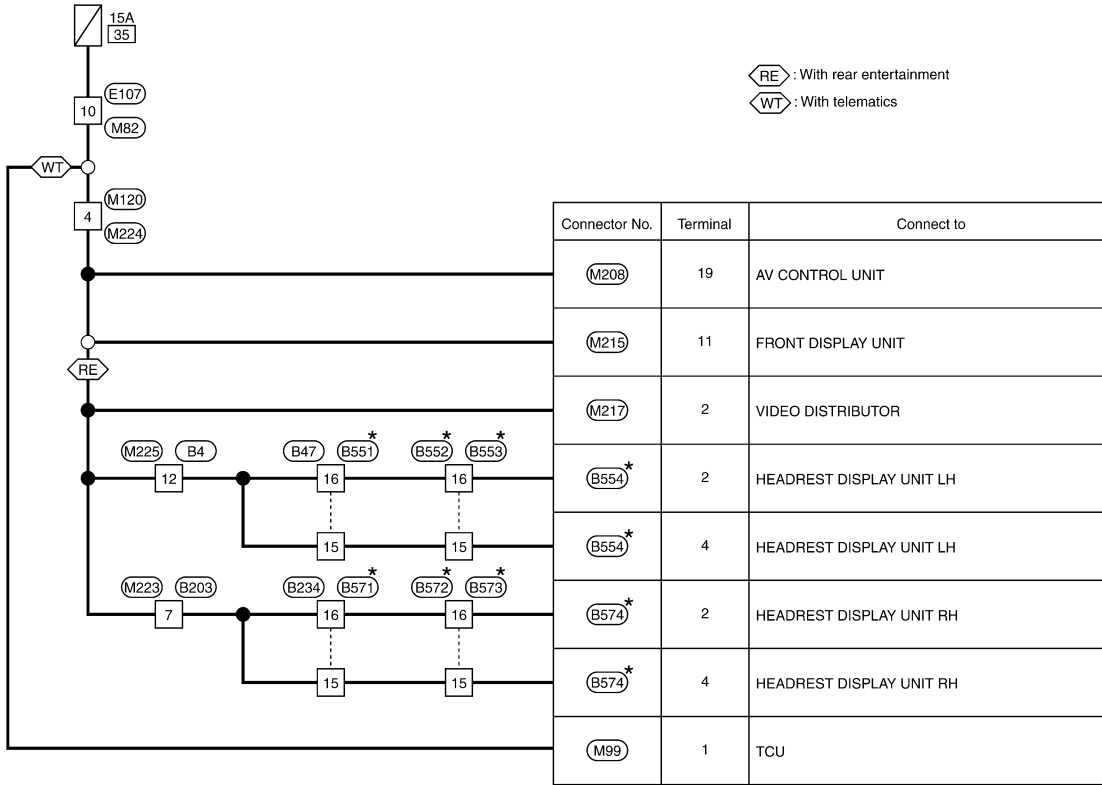 15A
35
RE : With rear entertainment
WT : With telematics
E107
10
M82
WT
M120
4
M224
Connector No. Terminal Connect to
M208 19 AV CONTROL UNIT
M215 11 FRONT DISPLAY UNIT
RE
M217 2 VIDEO DISTRIBUTOR
M225 B4 B47 B551* B552* B553*
12 16 16 B554* 2 HEADREST DISPLAY UNIT LH
15 15 B554* 4 HEADREST DISPLAY UNIT LH
M223 B203 B234 B571* B572* B573*
7 16 16 B574* 2 HEADREST DISPLAY UNIT RH
15 15 B574* 4 HEADREST DISPLAY UNIT RH
M99 1 TCU